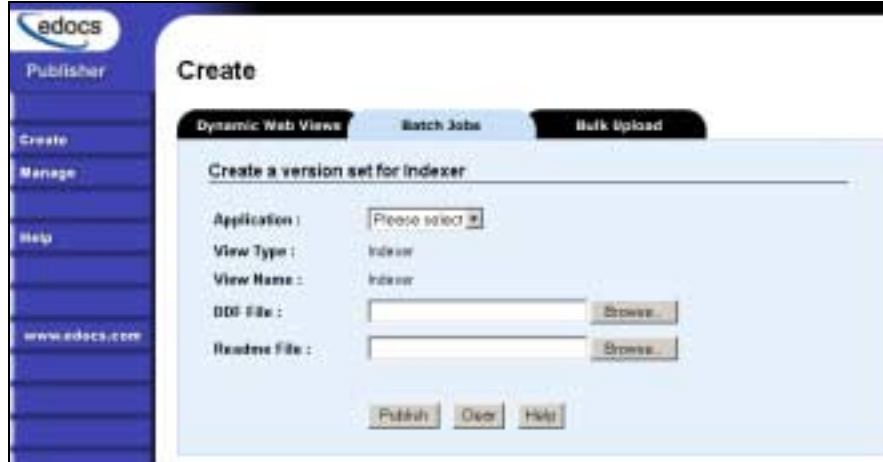 edocs
Publisher
Create
Manage
Help
www.edocs.com
Create
Dynamic Web Views
Batch Jobs
Bulk Upload
Create a version set for Indexer
Application :
Please select
View Type :
Indexer
View Name :
Indexer
DDF File :
Browse..
Readme File :
Browse..
Publish
Clear
Help